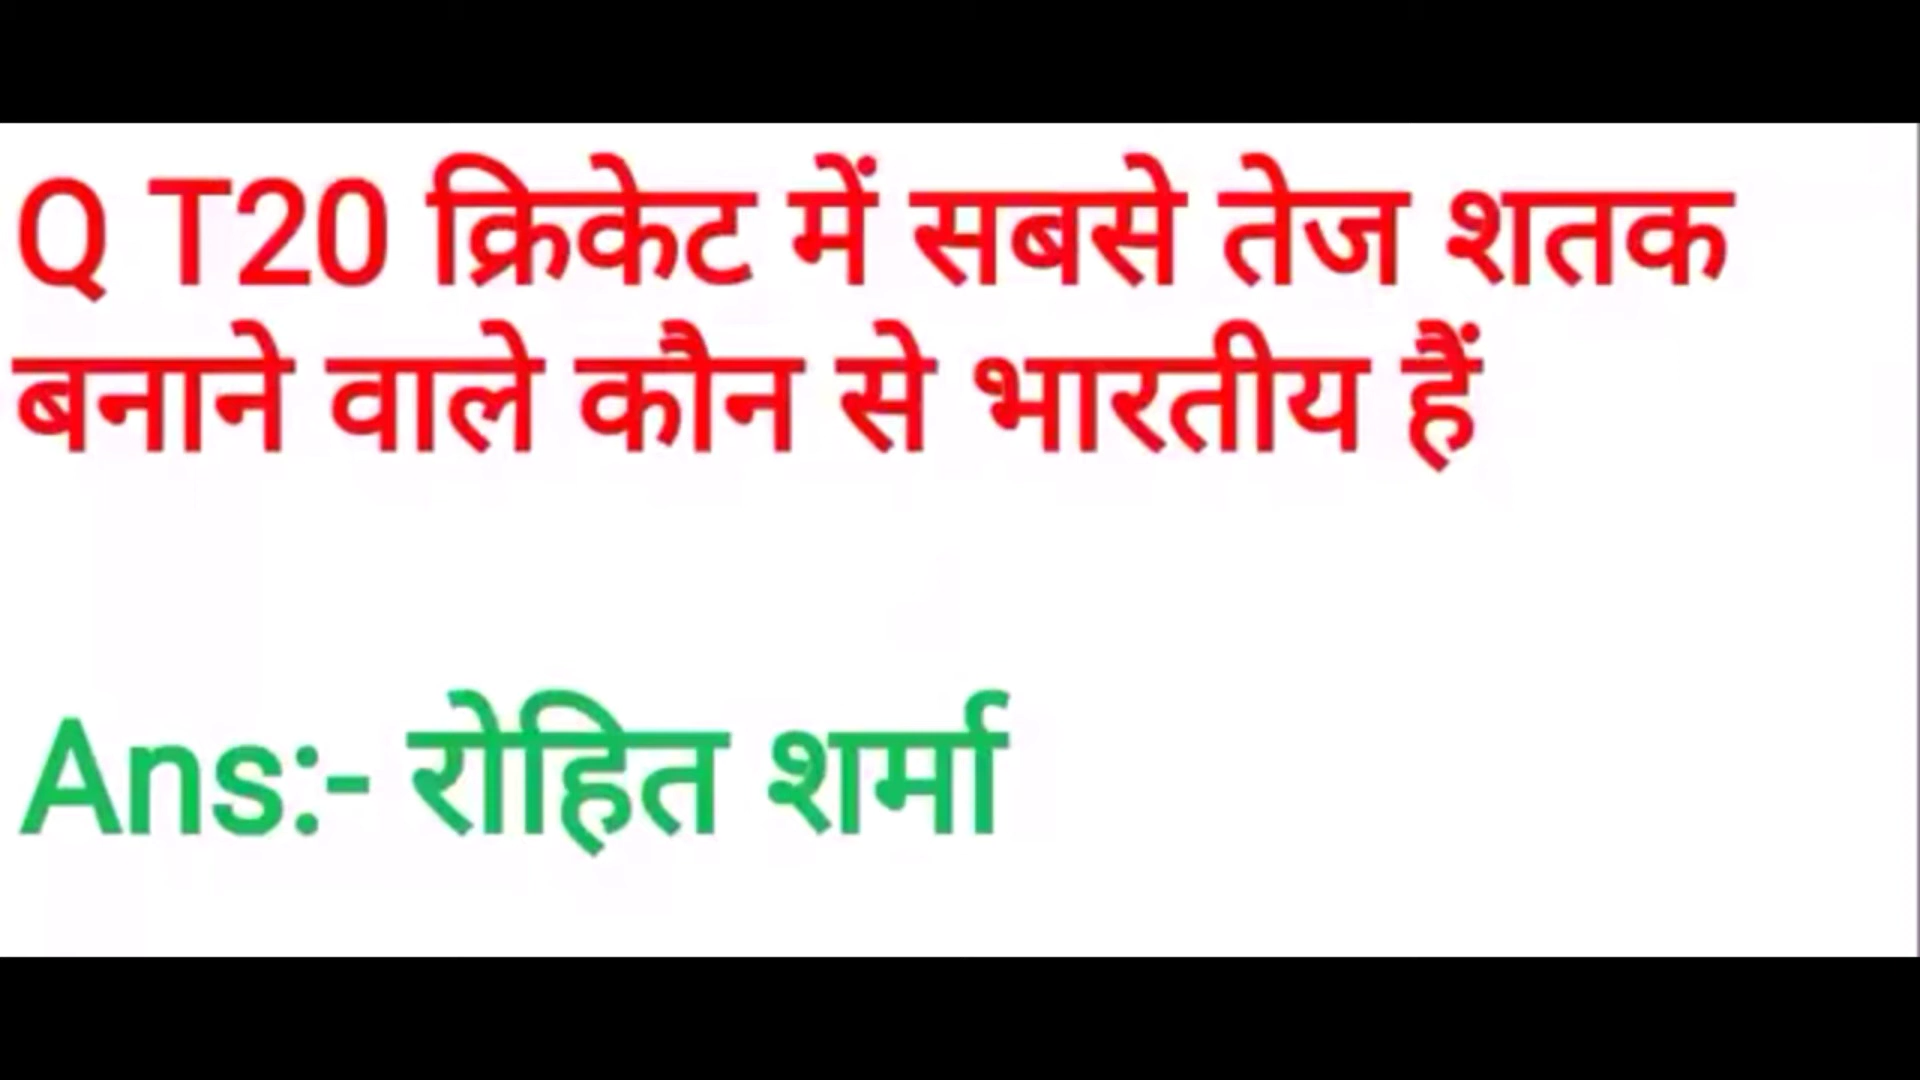 Q T20 क्रिकेट में सबसे तेज शतक
बनाने वाले कौन से भारतीय हैं
Ans:- रोहित शर्मा